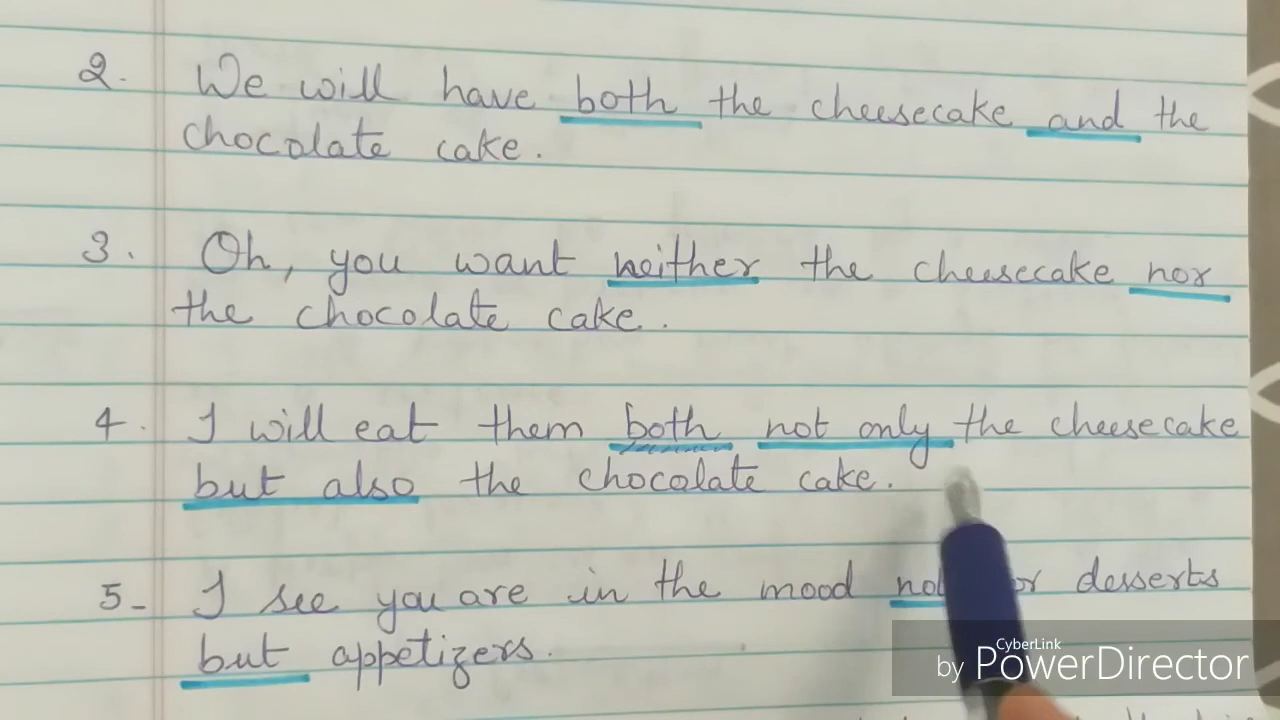 2. We will have both the cheesecake and the
chocolate cake.
3. Oh, you want neither the cheesecake nor
the chocolate cake.
4. I will eat them both not only the cheesecake
but also the chocolate cake.
5- I see you are in the mood desserts
but appetizers.
CyberLink
by PowerDirector